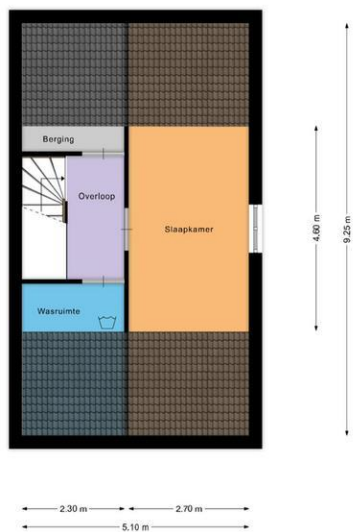 Berging
Overloop
Slaapkamer
Wasruimte
4.60 m
9.25 m
2.30 m
2.70 m
5.10 m